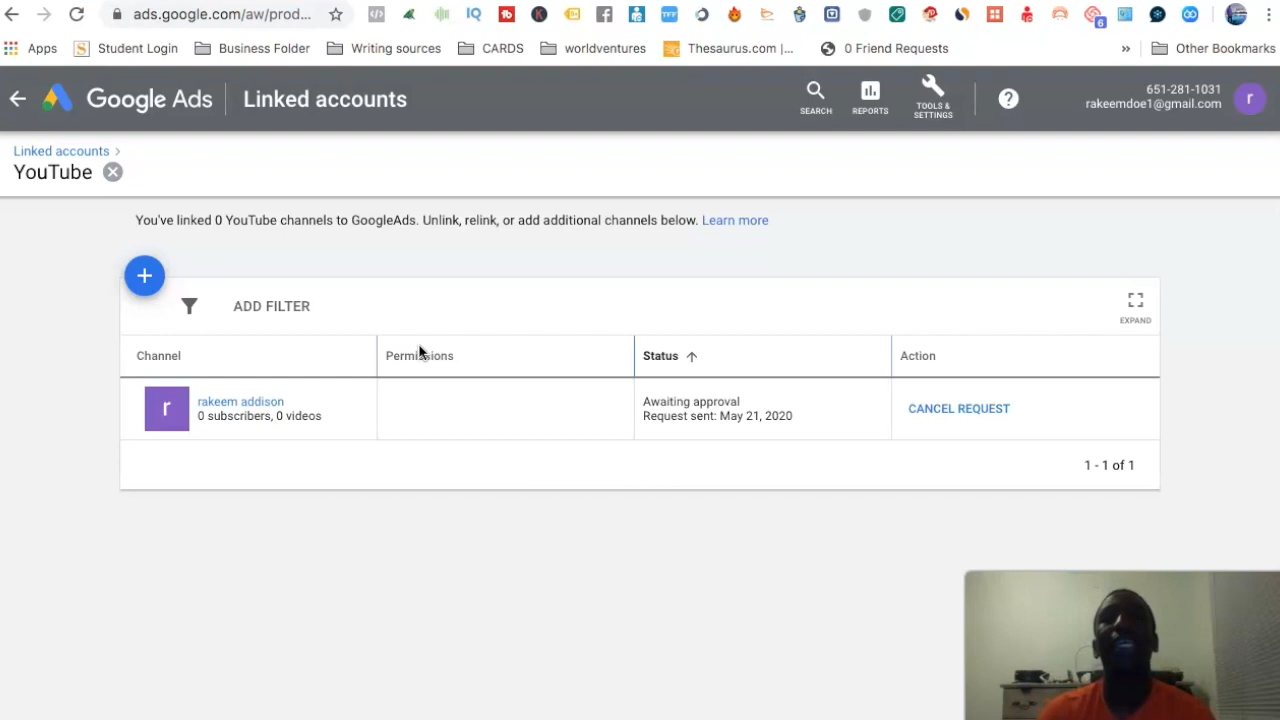 ads.google.com/aw/prod...
Apps Student Login Business Folder Writing sources CARDS worldventures Thesaurus.com |... 0 Friend Requests » Other Bookmarks
Google Ads Linked accounts
SEARCH REPORTS TOOLS & SETTINGS
651-281-1031
rakeemdoe1@gmail.com
r
Linked accounts >
YouTube
You've linked 0 YouTube channels to GoogleAds. Unlink, relink, or add additional channels below. Learn more
ADD FILTER
EXPAND
Channel Permissions Status Action
r
rakeem addison
0 subscribers, 0 videos
Awaiting approval
Request sent: May 21, 2020
CANCEL REQUEST
1 - 1 of 1